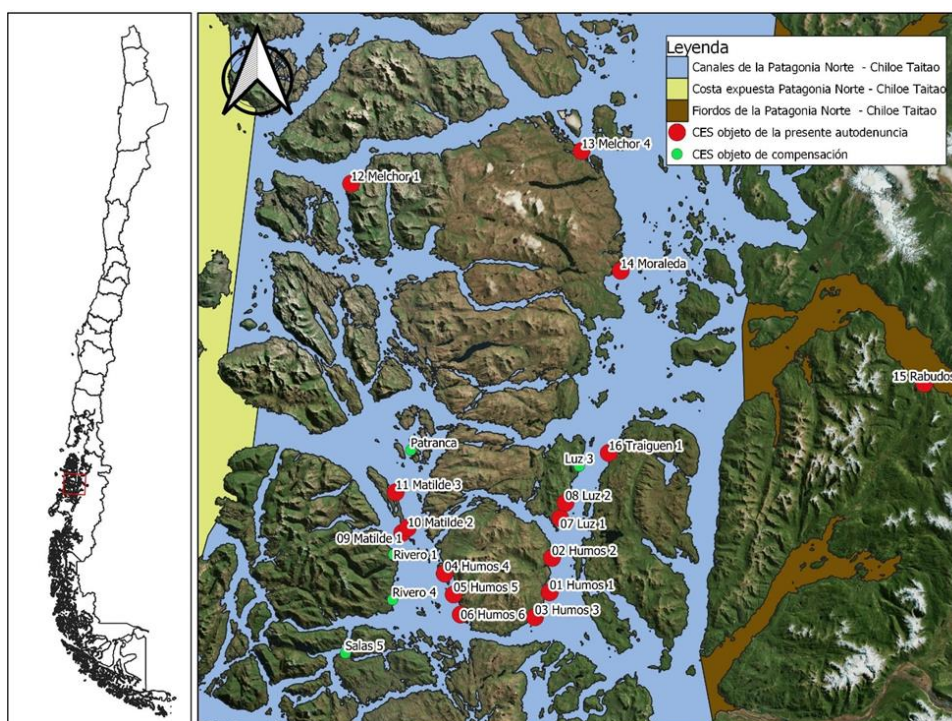 Leyenda
Canales de la Patagonia Norte - Chiloe Taitao
Costa expuesta Patagonia Norte - Chiloe Taitao
Fiordos de la Patagonia Norte - Chiloe Taitao
CES objeto de la presente autodenuncia
CES objeto de compensación
13 Melchor 4
12 Melchor 1
14 Moraleda
15 Rabudos
Patranca
16 Traiguen 1
Luz 3
11 Matilde 3
08 Luz 2
07 Luz 1
10 Matilde 2
09 Matilde 1
Rivero 1
02 Humos 2
04 Humos 4
05 Humos 5
Rivero 4
01 Humos 1
06 Humos 6
03 Humos 3
Salas 5